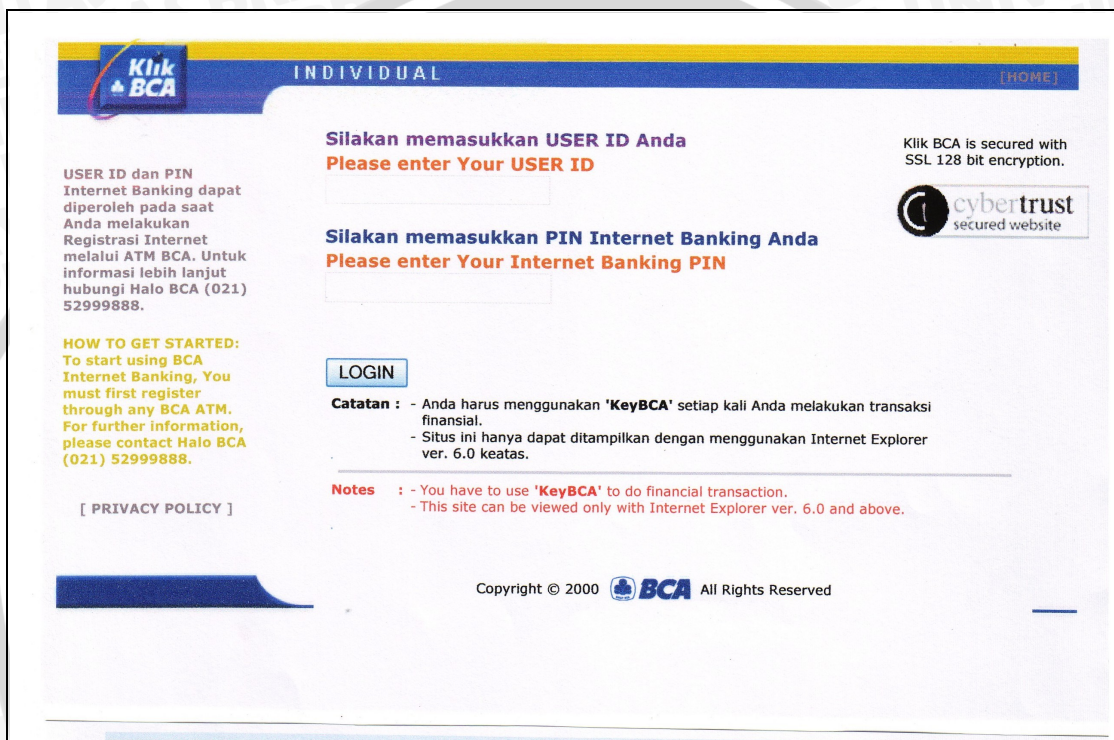 Klik
BCA
INDIVIDUAL
[HOME]
USER ID dan PIN
Internet Banking dapat
diperoleh pada saat
Anda melakukan
Registrasi Internet
melalui ATM BCA. Untuk
informasi lebih lanjut
hubungi Halo BCA (021)
52999888.
HOW TO GET STARTED:
To start using BCA
Internet Banking, You
must first register
through any BCA ATM.
For further information,
please contact Halo BCA
(021) 52999888.
[ PRIVACY POLICY ]
Silakan memasukkan USER ID Anda
Please enter Your USER ID
Silakan memasukkan PIN Internet Banking Anda
Please enter Your Internet Banking PIN
LOGIN
Catatan : - Anda harus menggunakan 'KeyBCA' setiap kali Anda melakukan transaksi
finansial.
- Situs ini hanya dapat ditampilkan dengan menggunakan Internet Explorer
ver. 6.0 keatas.
Notes : - You have to use 'KeyBCA' to do financial transaction.
- This site can be viewed only with Internet Explorer ver. 6.0 and above.
Klik BCA is secured with
SSL 128 bit encryption.
cybertrust
secured website
Copyright © 2000 BCA All Rights Reserved